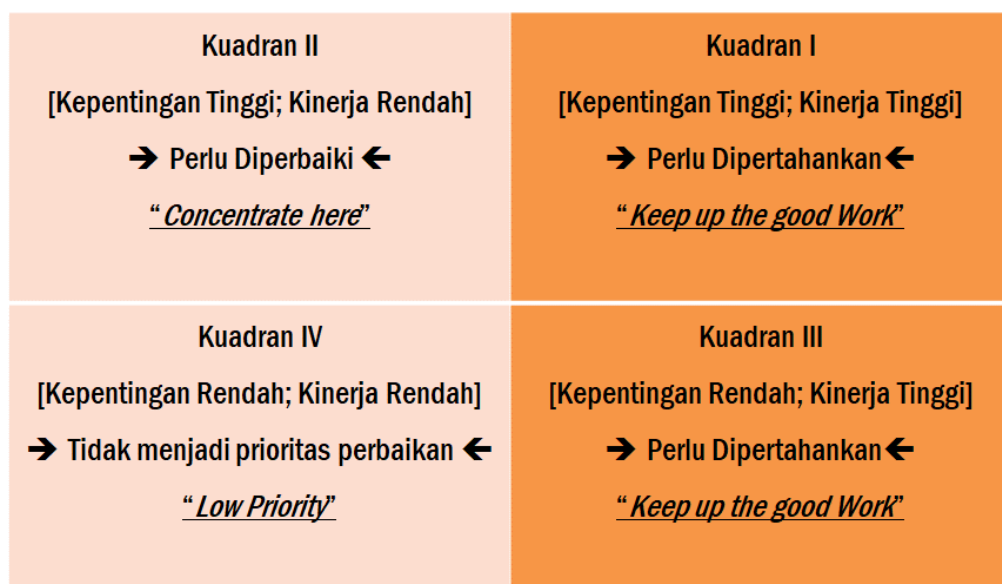 Kuadran II
[Kepentingan Tinggi; Kinerja Rendah]
➔ Perlu Diperbaiki 🡸
“ Concentrate here”
Kuadran I
[Kepentingan Tinggi; Kinerja Tinggi]
➔ Perlu Dipertahankan🡸
“ Keep up the good Work”
Kuadran IV
[Kepentingan Rendah; Kinerja Rendah]
➔ Tidak menjadi prioritas perbaikan 🡸
“ Low Priority”
Kuadran III
[Kepentingan Rendah; Kinerja Tinggi]
➔ Perlu Dipertahankan🡸
“ Keep up the good Work”